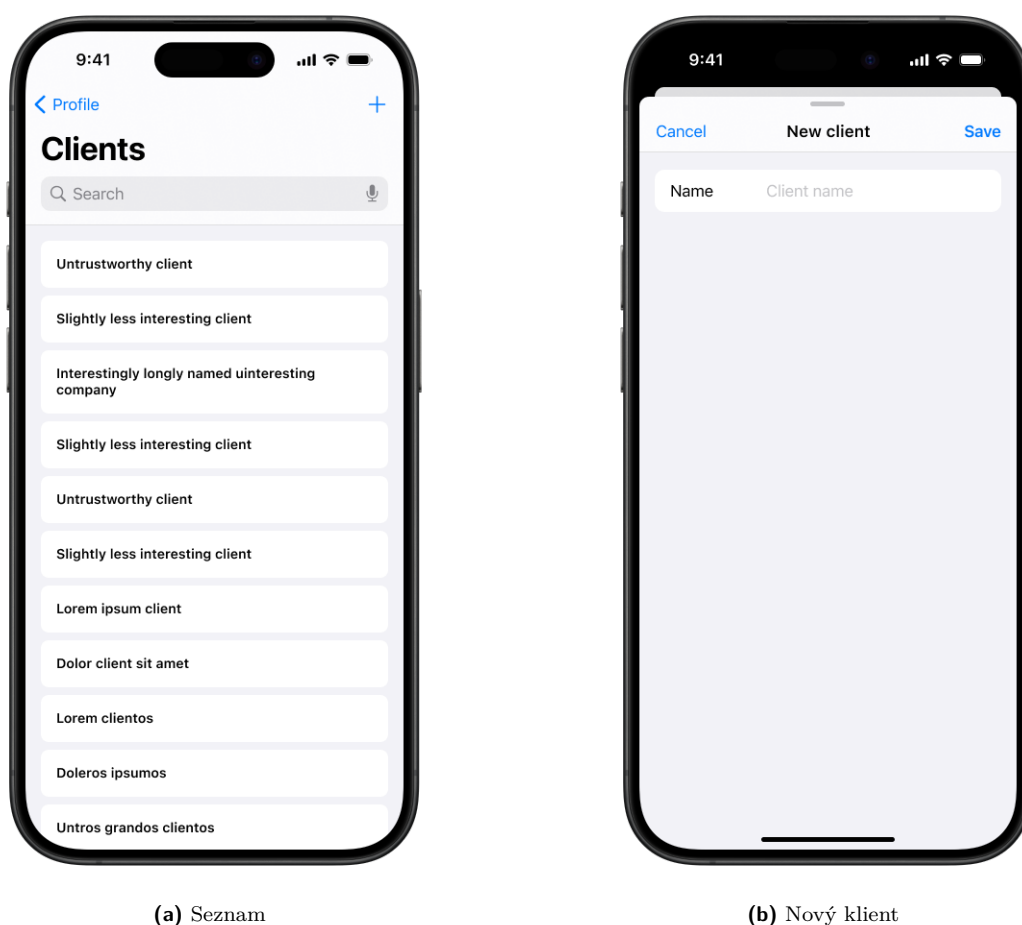 9:41
Profile
Clients
Search
Untrustworthy client
Slightly less interesting client
Interestingly longly named uinteresting
company
Slightly less interesting client
Untrustworthy client
Slightly less interesting client
Lorem ipsum client
Dolor client sit amet
Lorem clientos
Doleros ipsumos
Untros grandos clientos
(a) Seznam
9:41
Cancel New client Save
Name Client name
(b) Nový klient